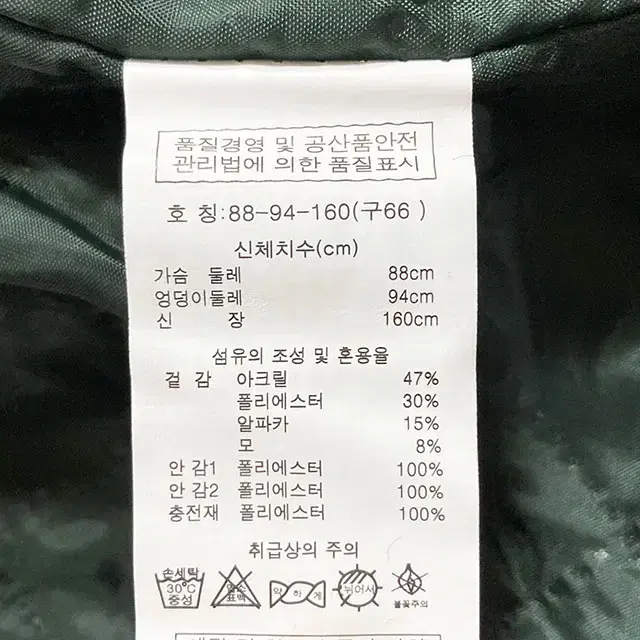 품질경영 및 공산품안전
관리법에 의한 품질표시
호 칭:88-94-160(구66 )
신체치수(cm)
가슴 둘레 88cm
엉덩이둘레 94cm
신 장 160cm
섬유의 조성 및 혼용율
겉 감 아크릴 47%
폴리에스터 30%
알파카 15%
모 8%
안 감1 폴리에스터 100%
안 감2 폴리에스터 100%
충전재 폴리에스터 100%
취급상의 주의
손세탁
30℃
중성
염소
표백
약 하 게
뉘어서
불꽃주의